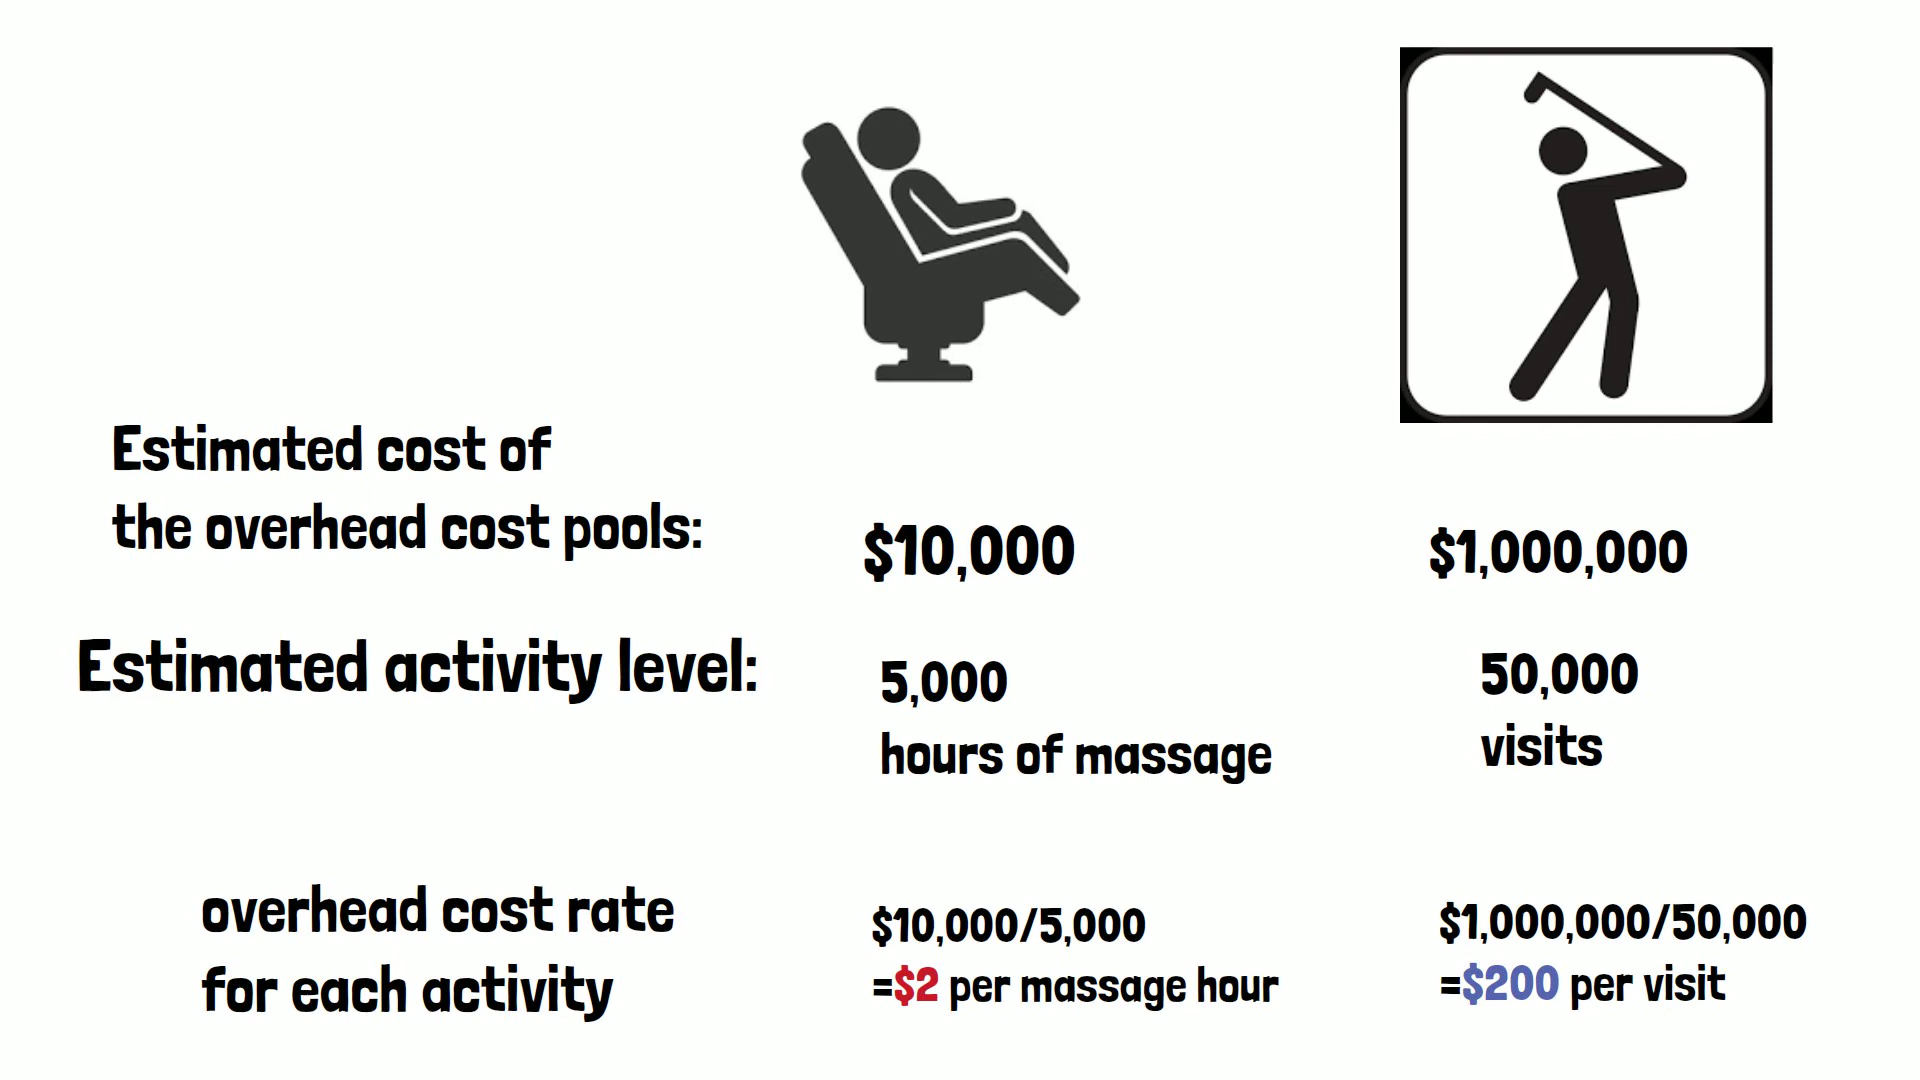 Estimated cost of
the overhead cost pools:
$10,000
$1,000,000
Estimated activity level:
5,000
hours of massage
50,000
visits
overhead cost rate
for each activity
$10,000/5,000
=$2 per massage hour
$1,000,000/50,000
=$200 per visit